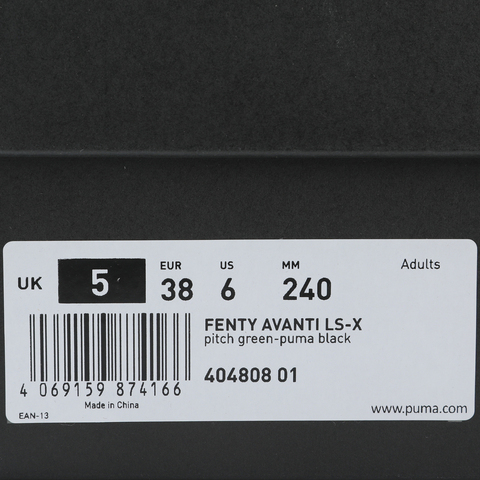 UK 5 EUR 38 US 6 MM 240 Adults
FENTY AVANTI LS-X
pitch green-puma black
404808 01
4 069159 874166
Made in China
EAN-13
www.puma.com